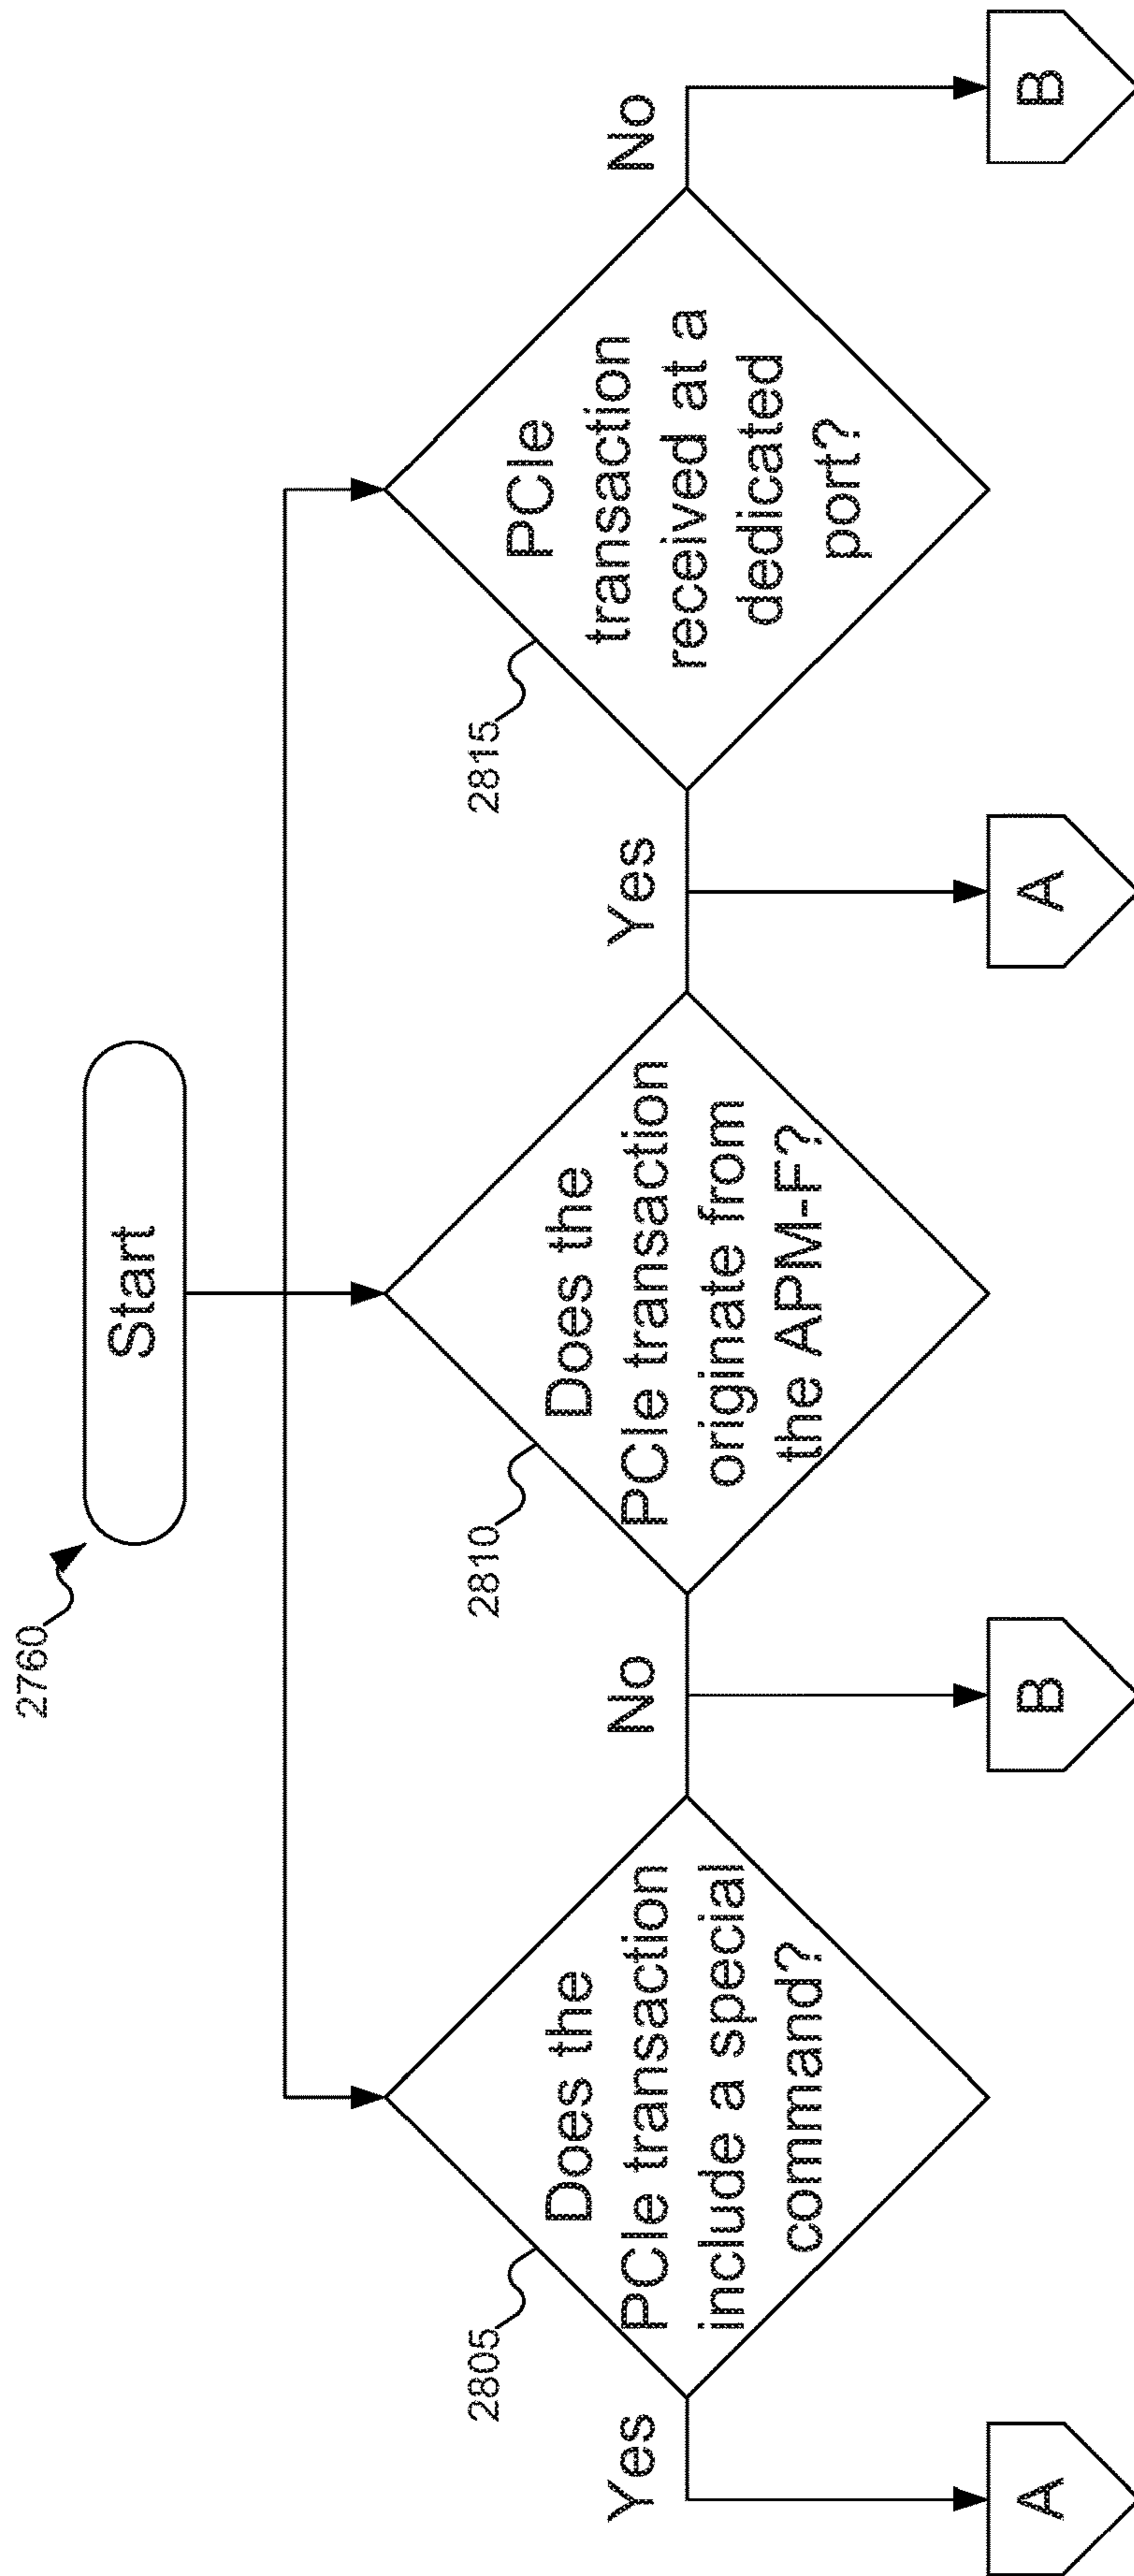 2760
Start
2805
Does the
PCIe transaction
include a special
command?
2810
Does the
PCIe transaction
originate from
the APM-F?
2815
PCIe
transaction
received at a
dedicated
port?
Yes
No
Yes
No
A
B
A
B